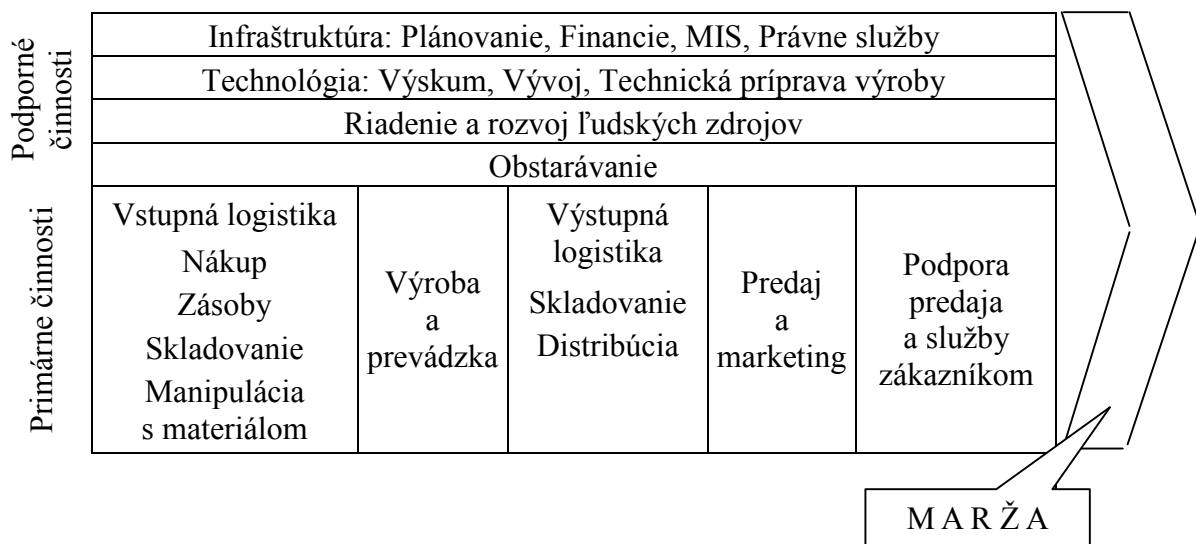 Podporné
činnosti
Infraštruktúra: Plánovanie, Financie, MIS, Právne služby
Technológia: Výskum, Vývoj, Technická príprava výroby
Riadenie a rozvoj ľudských zdrojov
Obstarávanie
Primárne činnosti
Vstupná logistika
Nákup
Zásoby
Skladovanie
Manipulácia
s materiálom
Výroba
a
prevádzka
Výstupná
logistika
Skladovanie
Distribúcia
Predaj
a
marketing
Podpora
predaja
a služby
zákazníkom
M A R Ž A